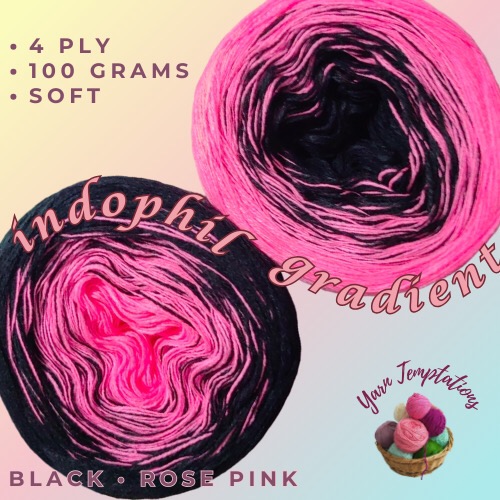 • 4 PLY
• 100 GRAMS
• SOFT
indophil gradient
Yarn Temptations
BLACK • ROSE PINK